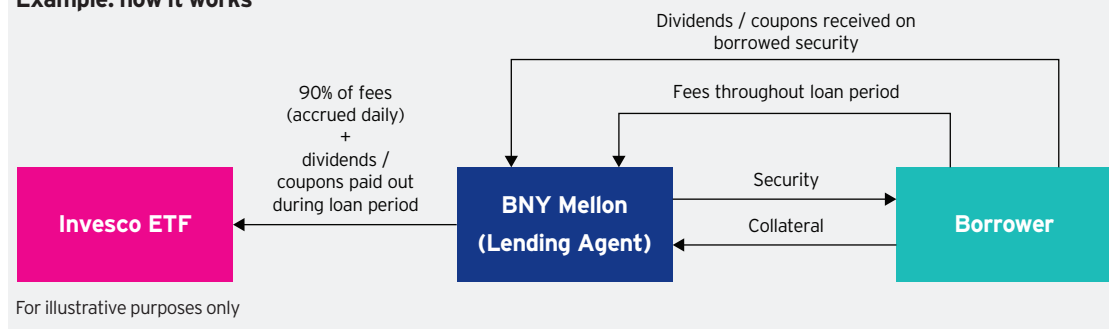 Example: how it works
Dividends / coupons received on
borrowed security
Fees throughout loan period
90% of fees
(accrued daily)
+
dividends /
coupons paid out
during loan period
Invesco ETF
BNY Mellon
(Lending Agent)
Security
Collateral
Borrower
For illustrative purposes only